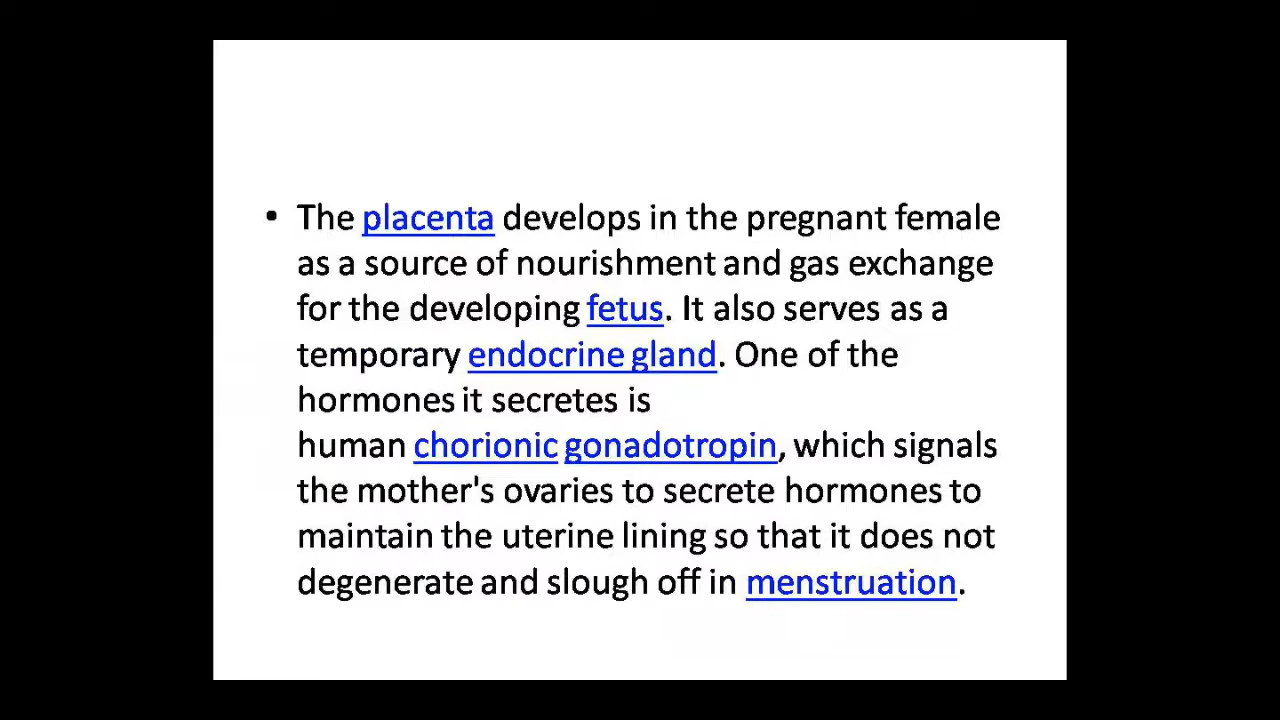 • The placenta develops in the pregnant female
as a source of nourishment and gas exchange
for the developing fetus. It also serves as a
temporary endocrine gland. One of the
hormones it secretes is
human chorionic gonadotropin, which signals
the mother's ovaries to secrete hormones to
maintain the uterine lining so that it does not
degenerate and slough off in menstruation.